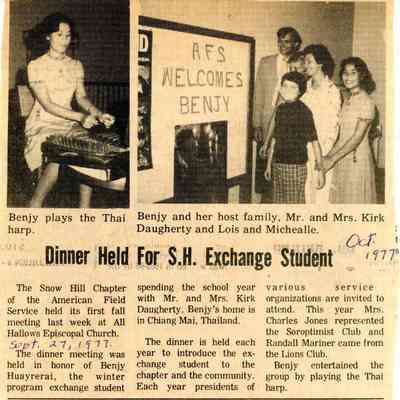 AFS
WELCOMES
BENJY
Benjy plays the Thai
harp.
Benjy and her host family, Mr. and Mrs. Kirk
Daugherty and Lois and Michealle.
Dinner Held For S.H. Exchange Student
Oct.
1977
The Snow Hill Chapter
of the American Field
Service held its first fall
meeting last week at All
Hallows Episcopal Church.
Sept. 27, 1977.
The dinner meeting was
held in honor of Benjy
Huayrerai, the winter
program exchange student
spending the school year
with Mr. and Mrs. Kirk
Daugherty. Benjy's home is
in Chiang Mai, Thailand.
The dinner is held each
year to introduce the ex-
change student to the
chapter and the community.
Each year presidents of
various service
organizations are invited to
attend. This year Mrs.
Charles Jones represented
the Soroptimist Club and
Randall Mariner came from
the Lions Club.
Benjy entertained the
group by playing the Thai
harp.